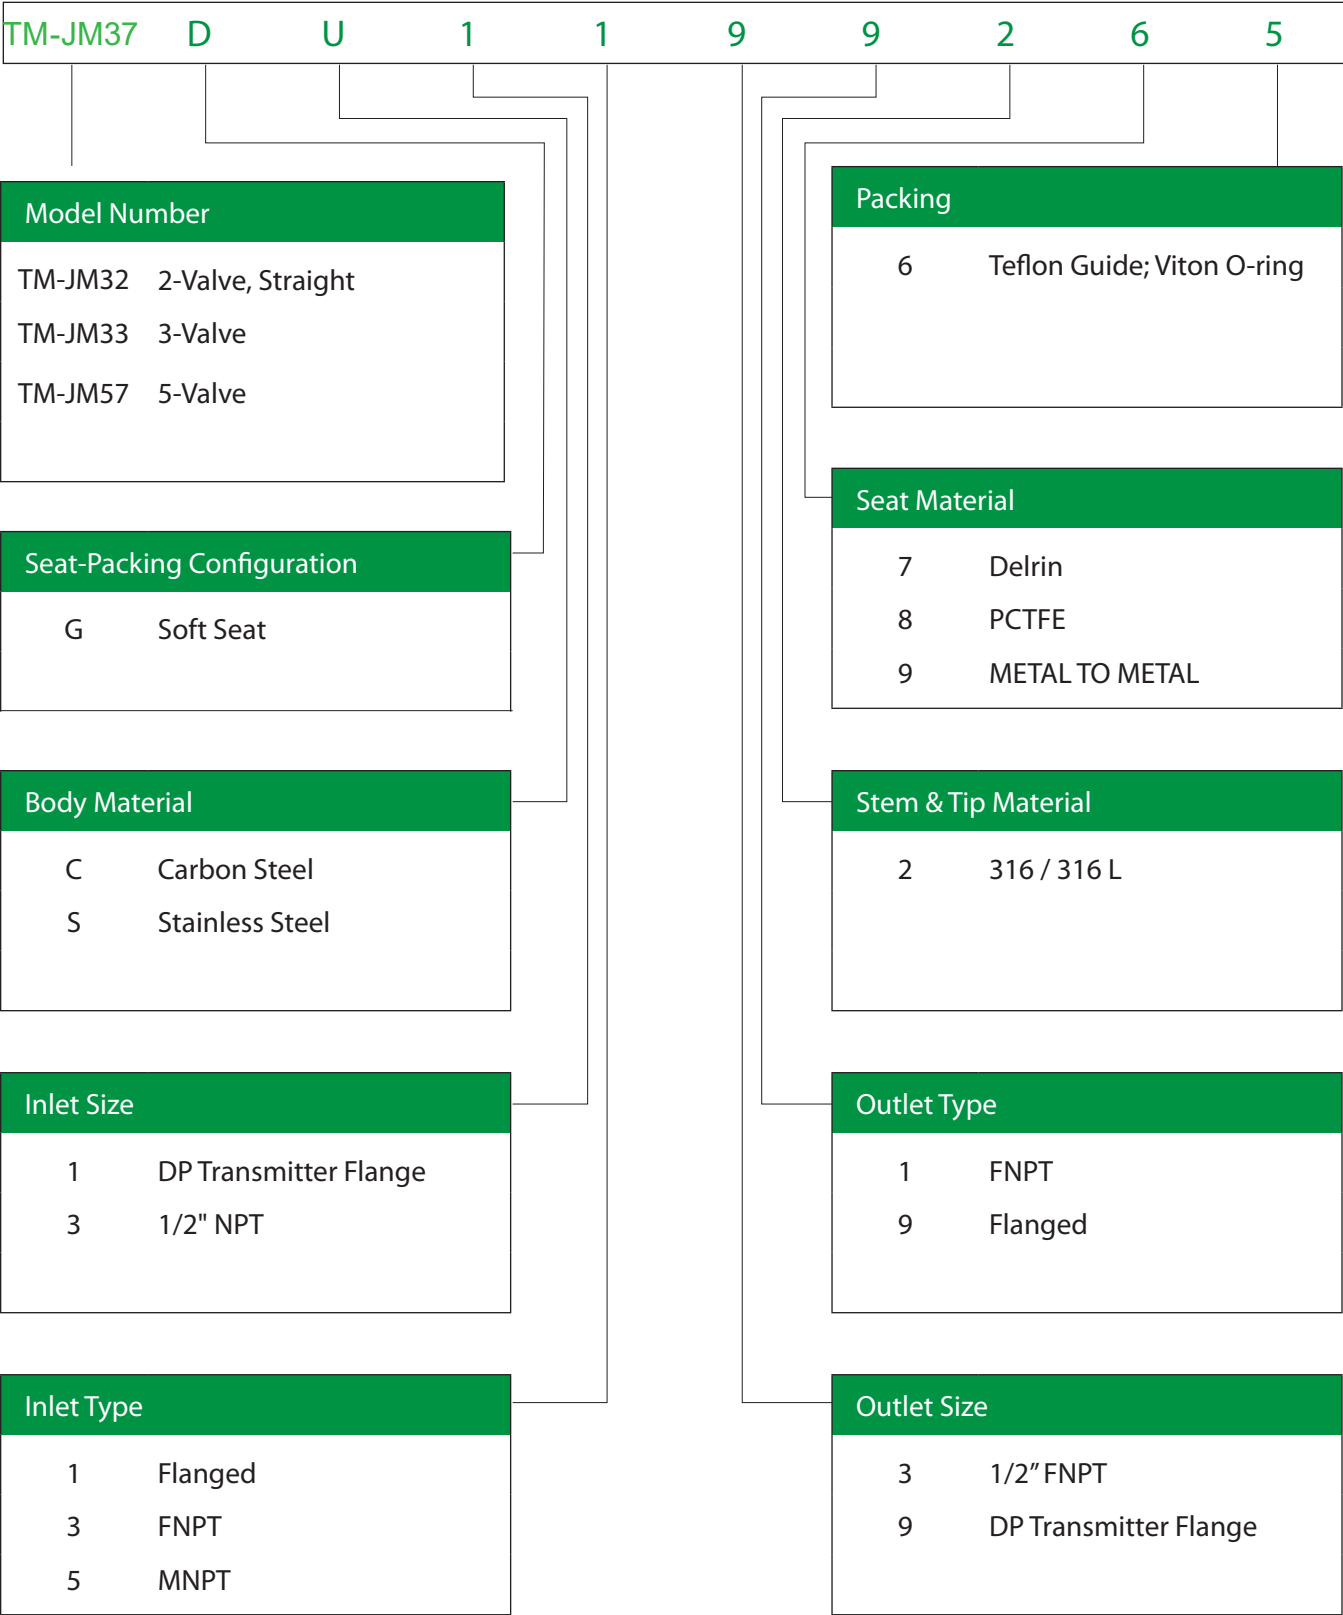 TM-JM37 D U 1 1 9 9 2 6 5
Model Number
TM-JM32 2-Valve, Straight
TM-JM33 3-Valve
TM-JM57 5-Valve
Seat-Packing Configuration
G Soft Seat
Body Material
C Carbon Steel
S Stainless Steel
Inlet Size
1 DP Transmitter Flange
3 1/2" NPT
Inlet Type
1 Flanged
3 FNPT
5 MNPT
Packing
6 Teflon Guide; Viton O-ring
Seat Material
7 Delrin
8 PCTFE
9 METAL TO METAL
Stem & Tip Material
2 316 / 316 L
Outlet Type
1 FNPT
9 Flanged
Outlet Size
3 1/2” FNPT
9 DP Transmitter Flange